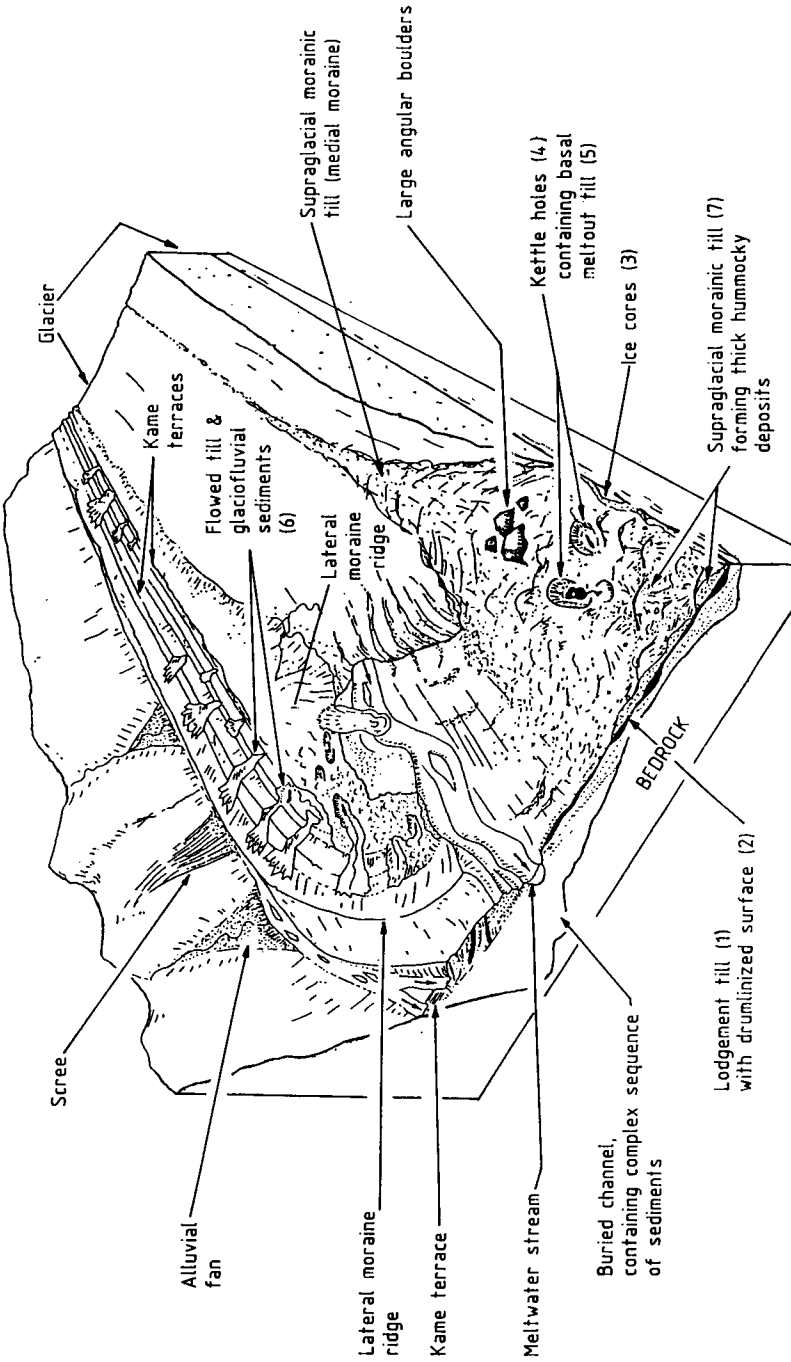 Glacier
Kame
terraces
Flowed till &
glaciofluvial
sediments
(6)
Lateral
moraine
ridge
Supraglacial morainic
till (medial moraine)
Large angular boulders
Kettle holes (4)
containing basal
meltout till (5)
Ice cores (3)
Supraglacial morainic till (7)
forming thick hummocky
deposits
Scree
Alluvial
fan
Lateral moraine
ridge
Kame terrace
Meltwater stream
Buried channel,
containing complex sequence
of sediments
Lodgement till (1)
with drumlinized surface (2)
BEDROCK